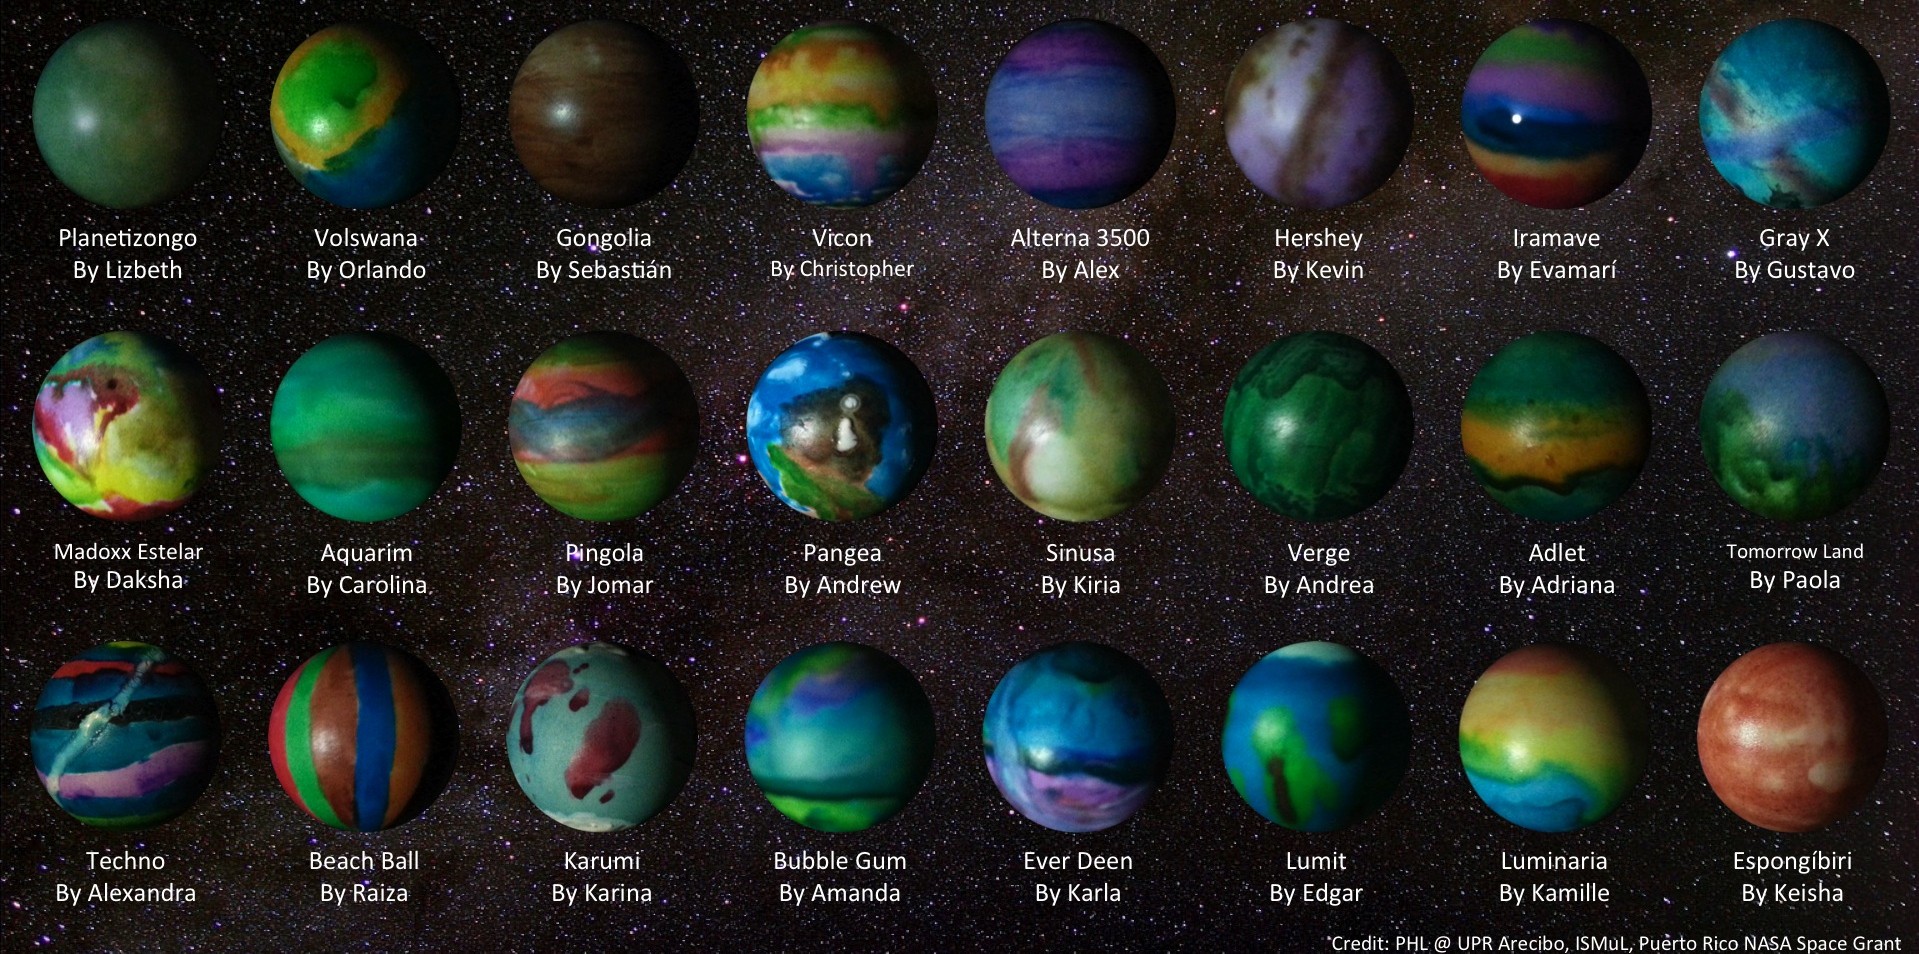 Planetizongo
By Lizbeth
Volswana
By Orlando
Gongolia
By Sebastián
Vicon
By Christopher
Alterna 3500
By Alex
Hershey
By Kevin
Iramave
By Evamarí
Gray X
By Gustavo
Madoxx Estelar
By Daksha
Aquarim
By Carolina
Pingola
By Jomar
Pangea
By Andrew
Sinusa
By Kiria
Verge
By Andrea
Adlet
By Adriana
Tomorrow Land
By Paola
Techno
By Alexandra
Beach Ball
By Raiza
Karumi
By Karina
Bubble Gum
By Amanda
Ever Deen
By Karla
Lumit
By Edgar
Luminaria
By Kamille
Espongíbiri
By Keisha
Credit: PHL @ UPR Arecibo, ISMuL, Puerto Rico NASA Space Grant